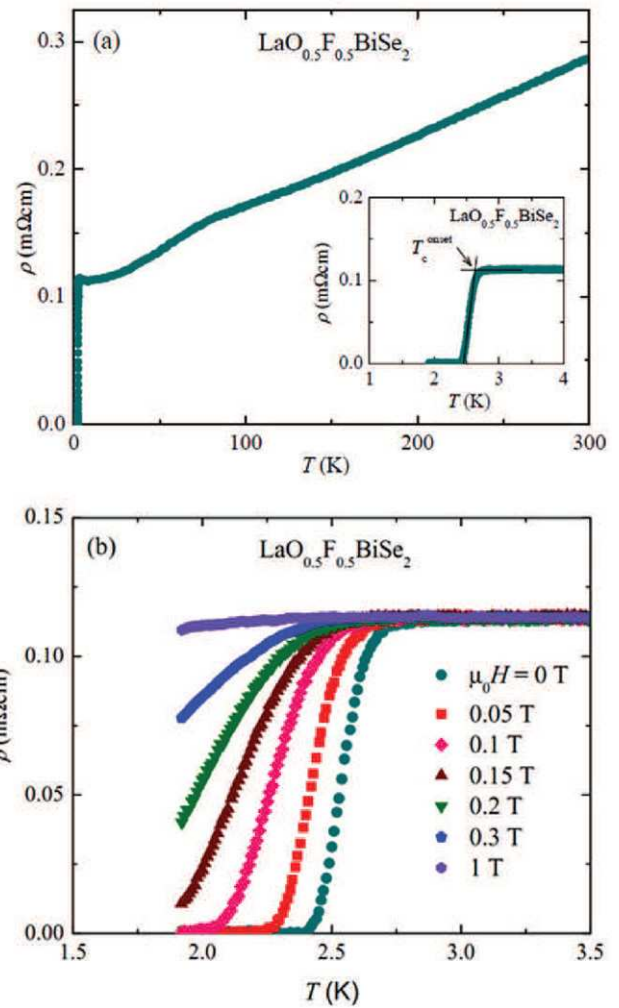 (a)
LaO0.5F0.5BiSe2
0.3
0.2
0.1
0.0
ρ (mΩcm)
0
100
200
300
T (K)
0.2
0.1
0.0
ρ (mΩcm)
LaO0.5F0.5BiSe2
Tc onset
1
2
3
4
T (K)
(b)
LaO0.5F0.5BiSe2
0.15
0.10
0.05
0.00
ρ (mΩcm)
μ0H = 0 T
0.05 T
0.1 T
0.15 T
0.2 T
0.3 T
1 T
1.5
2.0
2.5
3.0
3.5
T (K)